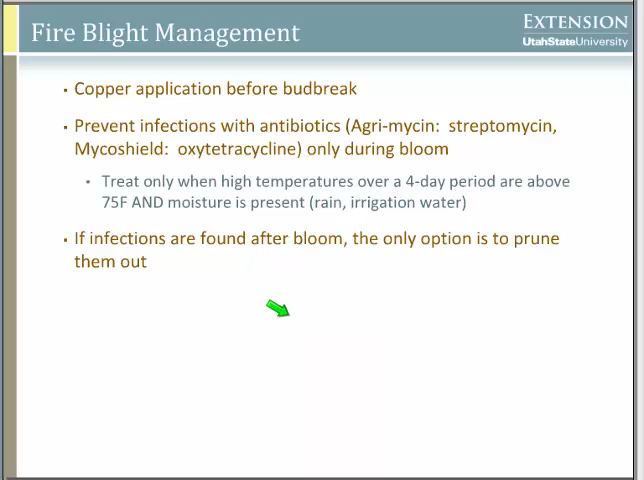 Fire Blight Management
EXTENSION
UtahStateUniversity
▪ Copper application before budbreak
▪ Prevent infections with antibiotics (Agri-mycin: streptomycin,
Mycoshield: oxytetracycline) only during bloom
▪ Treat only when high temperatures over a 4-day period are above
75F AND moisture is present (rain, irrigation water)
▪ If infections are found after bloom, the only option is to prune
them out